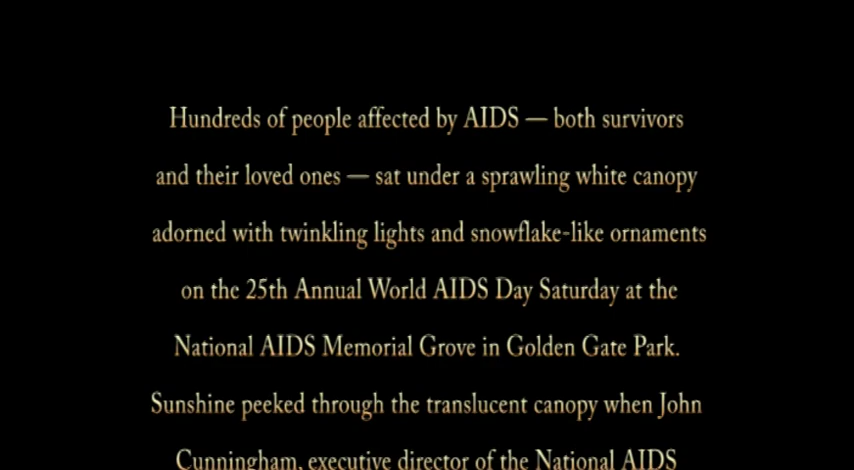 Hundreds of people affected by AIDS — both survivors
and their loved ones — sat under a sprawling white canopy
adorned with twinkling lights and snowflake-like ornaments
on the 25th Annual World AIDS Day Saturday at the
National AIDS Memorial Grove in Golden Gate Park.
Sunshine peeked through the translucent canopy when John
Cunningham, executive director of the National AIDS